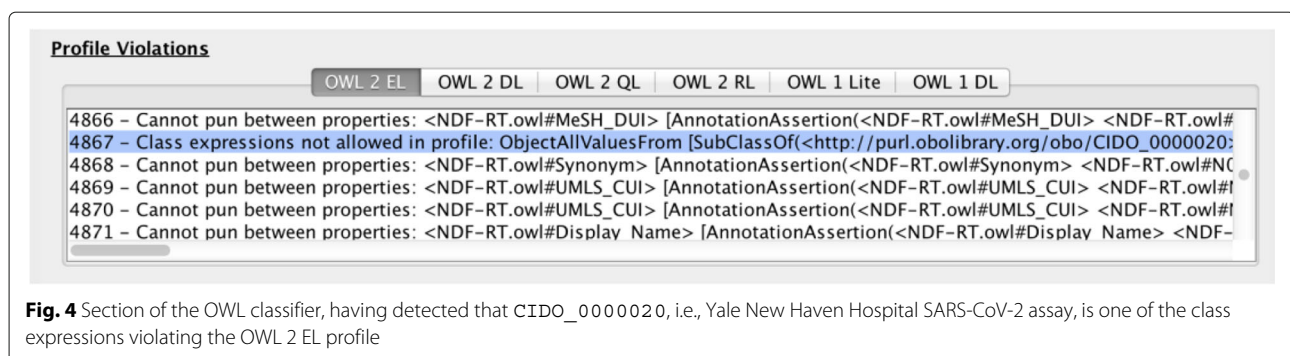 Profile Violations
OWL 2 EL OWL 2 DL OWL 2 QL OWL 2 RL OWL 1 Lite OWL 1 DL
4866 – Cannot pun between properties: <NDF-RT.owl#MeSH_DUI> [AnnotationAssertion(<NDF-RT.owl#MeSH_DUI> <NDF-RT.owl#
4867 – Class expressions not allowed in profile: ObjectAllValuesFrom [SubClassOf(<http://purl.obolibrary.org/obo/CIDO_0000020>
4868 – Cannot pun between properties: <NDF-RT.owl#Synonym> [AnnotationAssertion(<NDF-RT.owl#Synonym> <NDF-RT.owl#N0
4869 – Cannot pun between properties: <NDF-RT.owl#UMLS_CUI> [AnnotationAssertion(<NDF-RT.owl#UMLS_CUI> <NDF-RT.owl#
4870 – Cannot pun between properties: <NDF-RT.owl#UMLS_CUI> [AnnotationAssertion(<NDF-RT.owl#UMLS_CUI> <NDF-RT.owl#
4871 – Cannot pun between properties: <NDF-RT.owl#Display_Name> [AnnotationAssertion(<NDF-RT.owl#Display_Name> <NDF-
Fig. 4 Section of the OWL classifier, having detected that CIDO_0000020, i.e., Yale New Haven Hospital SARS-CoV-2 assay, is one of the class
expressions violating the OWL 2 EL profile